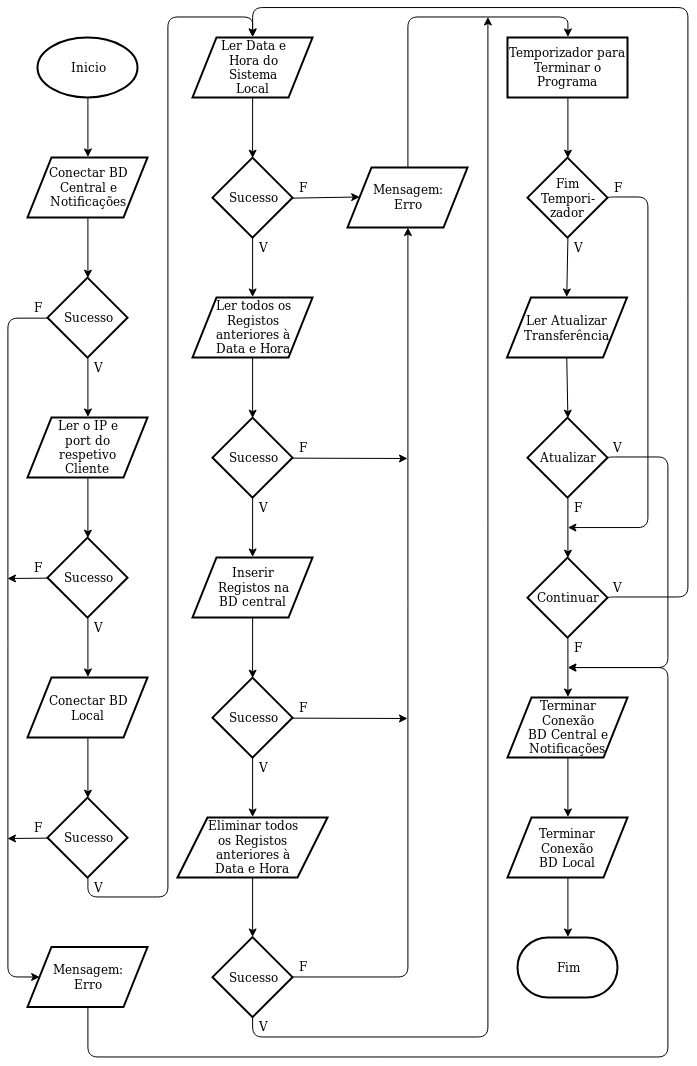 Inicio
Conectar BD
Central e
Notificações
Sucesso
F
V
Ler o IP e
port do
respetivo
Cliente
Sucesso
F
V
Conectar BD
Local
Sucesso
F
V
Mensagem:
Erro
Ler Data e
Hora do
Sistema
Local
Sucesso
F
V
Mensagem:
Erro
Ler todos os
Registos
anteriores à
Data e Hora
Sucesso
F
V
Inserir
Registos na
BD central
Sucesso
F
V
Eliminar todos
os Registos
anteriores à
Data e Hora
Sucesso
F
V
Temporizador para
Terminar o
Programa
Fim
Tempori-
zador
F
V
Ler Atualizar
Transferência
Atualizar
V
F
Continuar
V
F
Terminar
Conexão
BD Central e
Notificações
Terminar
Conexão
BD Local
Fim